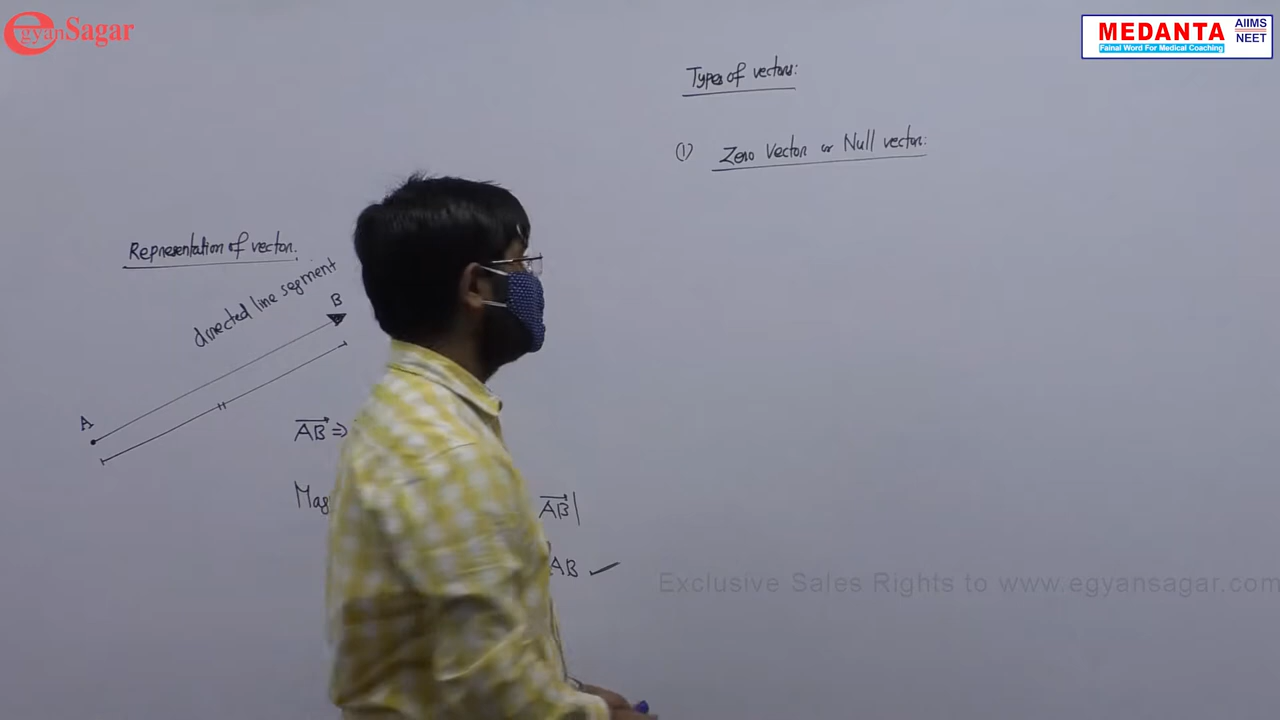 egyanSagar
MEDANTA AIIMS NEET
Fainal Word For Medical Coaching
Types of vectors:
① Zero Vector or Null vector:
Representation of vector.
directed line segment
B
A
AB ⇒
AB|
AB ✓
Exclusive Sales Rights to www.egyansagar.com